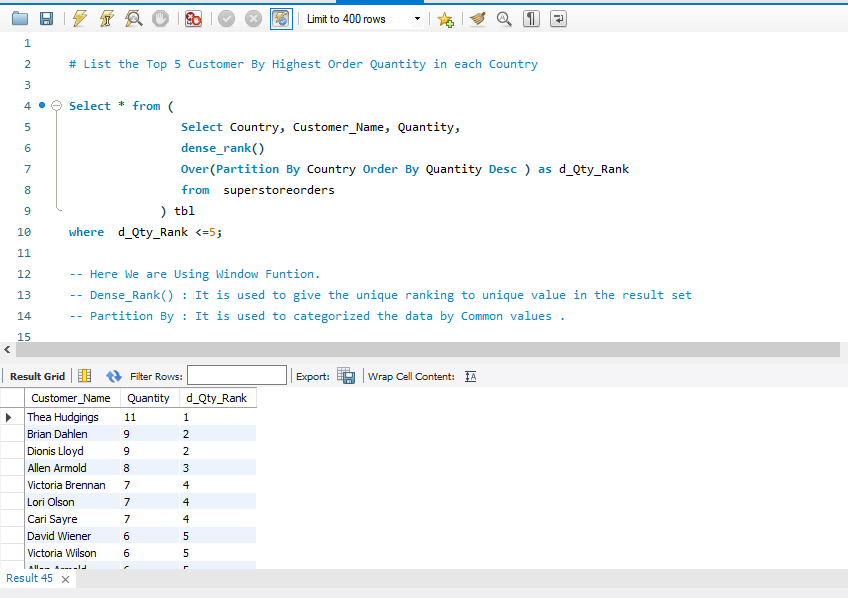 Limit to 400 rows
1
2 # List the Top 5 Customer By Highest Order Quantity in each Country
3
4 Select * from (
5 Select Country, Customer_Name, Quantity,
6 dense_rank()
7 Over(Partition By Country Order By Quantity Desc ) as d_Qty_Rank
8 from superstoreorders
9 ) tbl
10 where d_Qty_Rank <=5;
11
12 -- Here We are Using Window Funtion.
13 -- Dense_Rank() : It is used to give the unique ranking to unique value in the result set
14 -- Partition By : It is used to categorized the data by Common values .
15
Result Grid Filter Rows: Export: Wrap Cell Content:
Customer_Name Quantity d_Qty_Rank
Thea Hudgings 11 1
Brian Dahlen 9 2
Dionis Lloyd 9 2
Allen Armold 8 3
Victoria Brennan 7 4
Lori Olson 7 4
Cari Sayre 7 4
David Wiener 6 5
Victoria Wilson 6 5
Allen Armold 6 5
Result 45